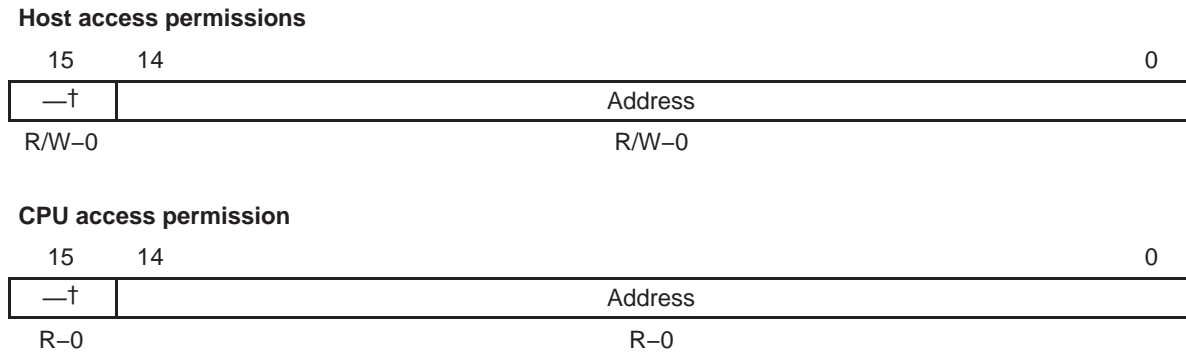 Host access permissions
15 14 0
—† Address
R/W–0 R/W–0
CPU access permission
15 14 0
—† Address
R–0 R–0